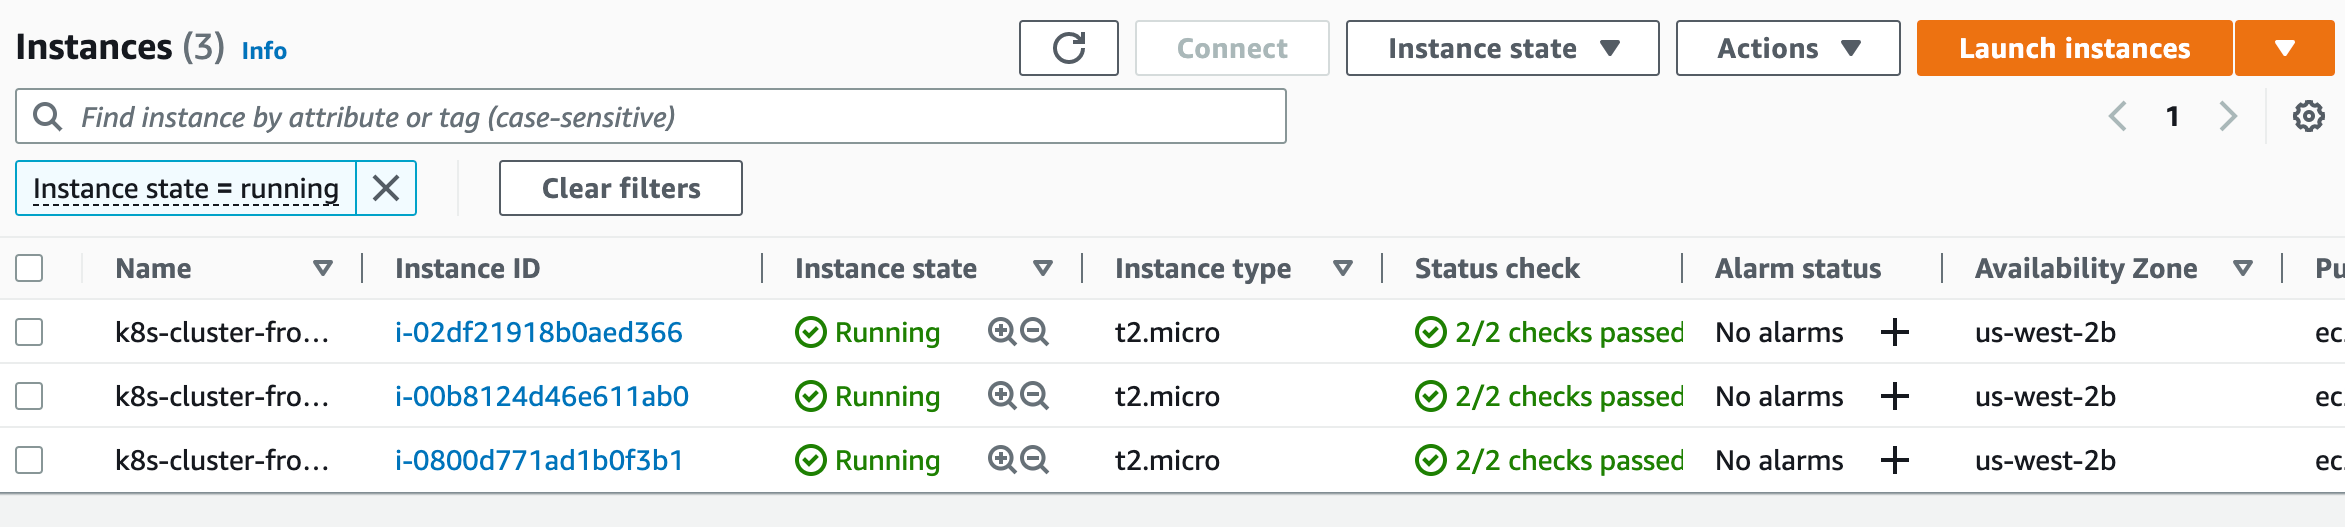 Instances (3) Info Connect Instance state Actions Launch instances
Find instance by attribute or tag (case-sensitive) 1
Instance state = running Clear filters
Name Instance ID Instance state Instance type Status check Alarm status Availability Zone Pu
k8s-cluster-fro... i-02df21918b0aed366 Running t2.micro 2/2 checks passed No alarms + us-west-2b ec
k8s-cluster-fro... i-00b8124d46e611ab0 Running t2.micro 2/2 checks passed No alarms + us-west-2b ec
k8s-cluster-fro... i-0800d771ad1b0f3b1 Running t2.micro 2/2 checks passed No alarms + us-west-2b ec